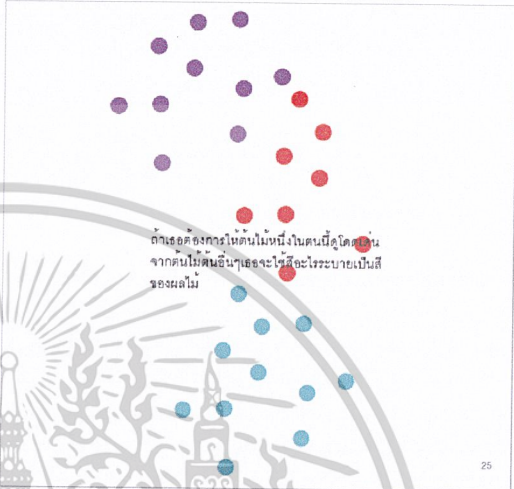 ถ้าเธอต้องการให้ต้นไม้หนึ่งในตนนี้ดูโดดเด่น
จากต้นไม้ต้นอื่นๆเธอจะใช้สีอะไรระบายเป็นสี
ของผลไม้
25